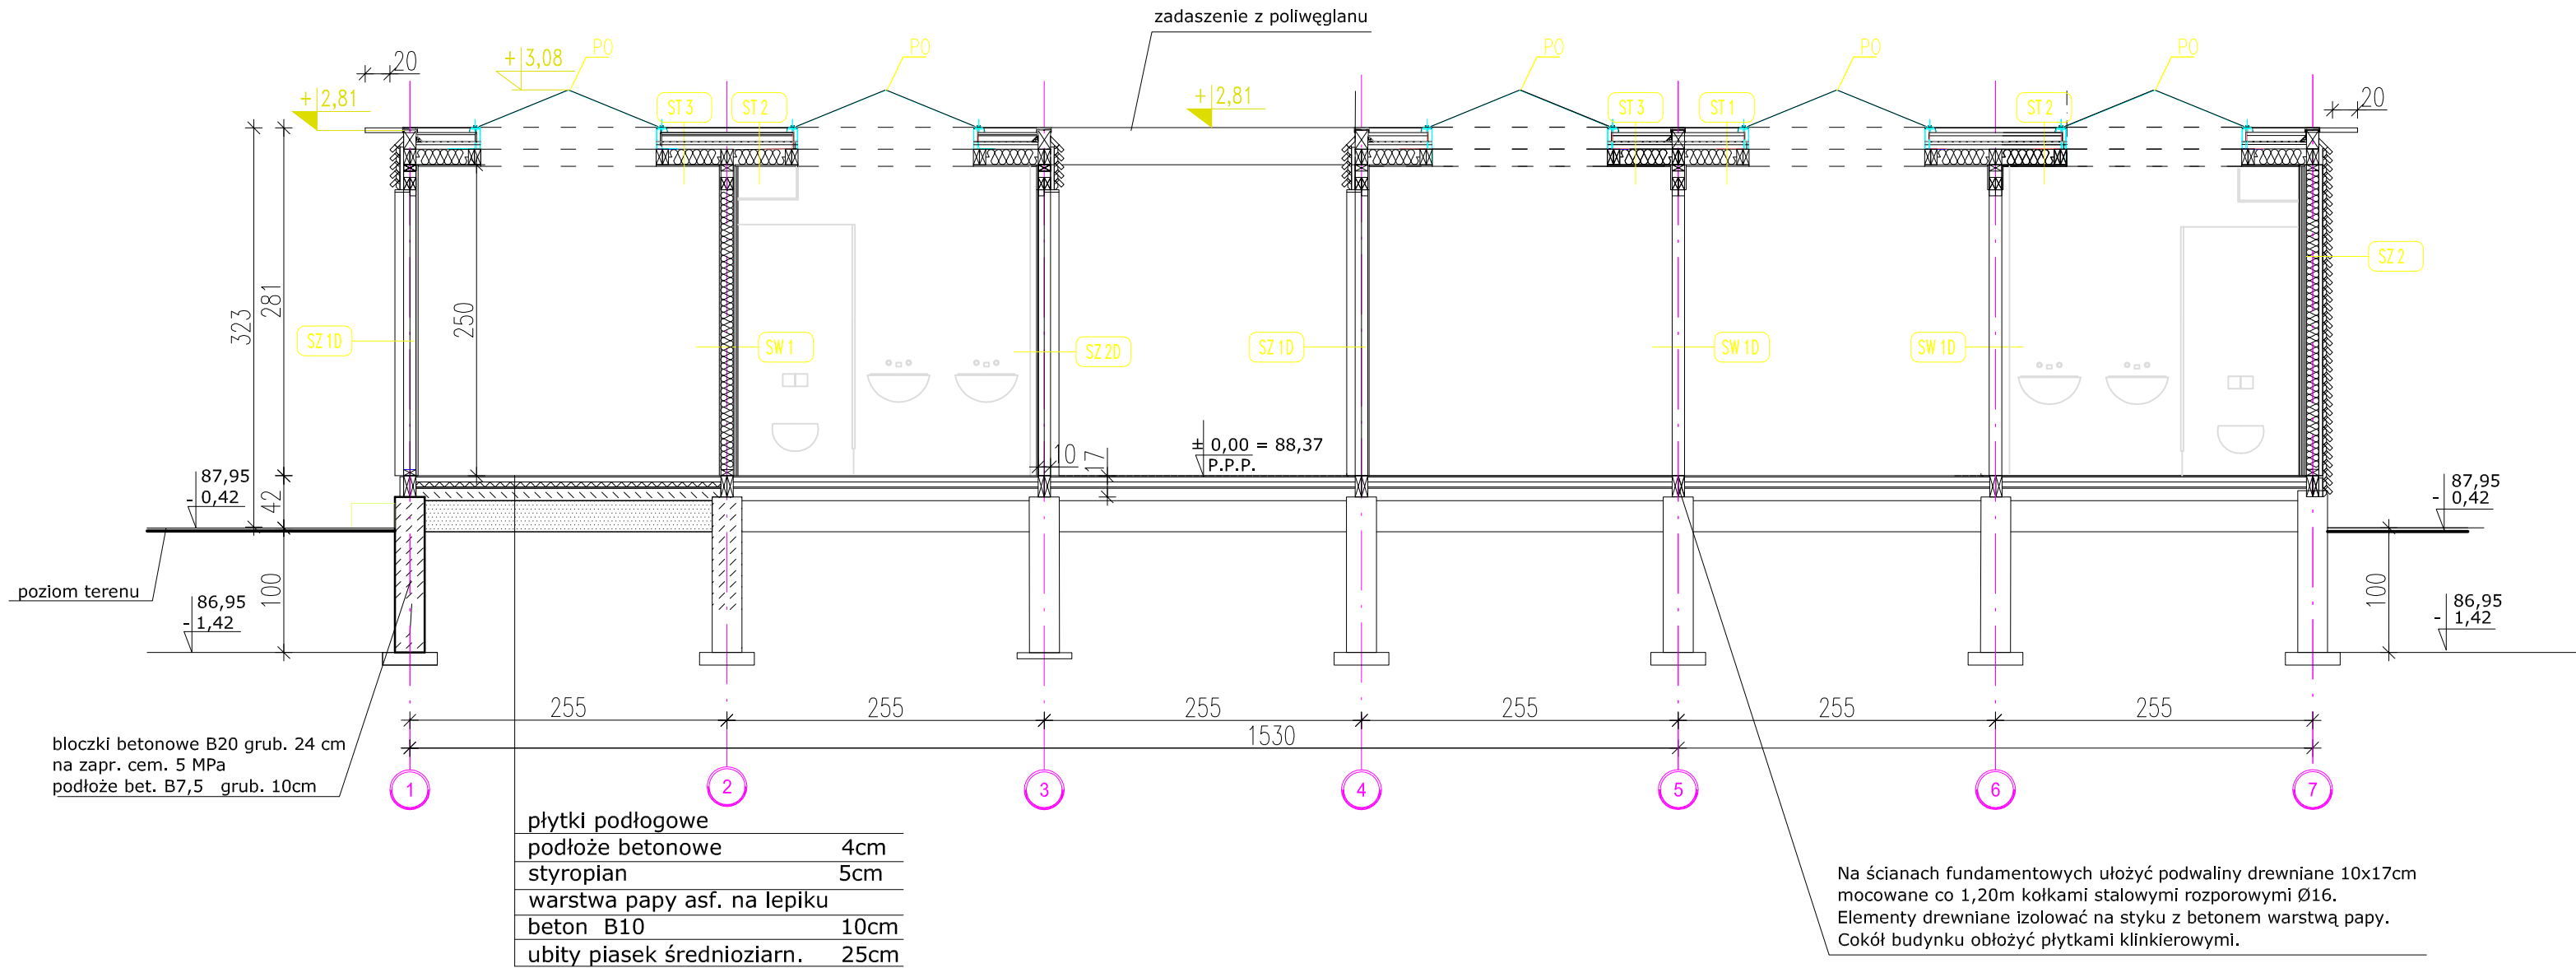 zadaszenie z poliwęglanu
20
+3,08
PO
PO
PO
PO
PO
+2,81
ST 3
ST 2
+2,81
ST 3
ST 1
ST 2
20
323
281
250
SZ 1D
SW 1
SZ 2D
SZ 1D
SW 1D
SW 1D
SZ 2
± 0,00 = 88,37
P.P.P.
10
17
87,95
- 0,42
42
87,95
- 0,42
poziom terenu
86,95
- 1,42
100
100
86,95
- 1,42
255
255
255
255
255
255
1530
bloczki betonowe B20 grub. 24 cm
na zapr. cem. 5 MPa
podłoże bet. B7,5 grub. 10cm
1
2
3
4
5
6
7
płytki podłogowe
podłoże betonowe 4cm
styropian 5cm
warstwa papy asf. na lepiku
beton B10 10cm
ubity piasek średnioziarn. 25cm
Na ścianach fundamentowych ułożyć podwaliny drewniane 10x17cm
mocowane co 1,20m kołkami stalowymi rozporowymi Ø16.
Elementy drewniane izolować na styku z betonem warstwą papy.
Cokół budynku obłożyć płytkami klinkierowymi.